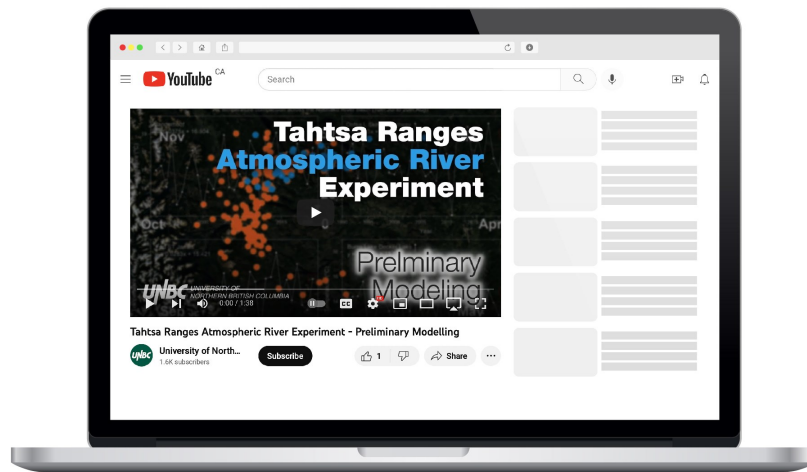 YouTube CA
Search
Nov
Tahtsa Ranges
Atmospheric River
Experiment
Oct
Apr
Prelminary
Modeling
UNBC UNIVERSITY OF
NORTHERN BRITISH COLUMBIA
0:00 / 1:38
CC
Tahtsa Ranges Atmospheric River Experiment - Preliminary Modelling
UNBC
University of North...
1.6K subscribers
Subscribe
1
Share